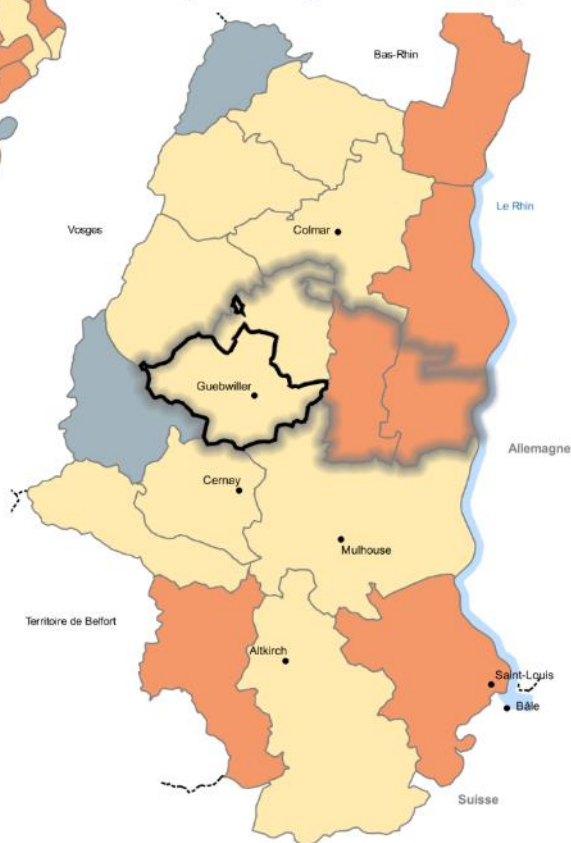 Bas-Rhin
Le Rhin
Vosges
Colmar
Guebwiller
Allemagne
Cernay
Mulhouse
Territoire de Belfort
Altkirch
Saint-Louis
Bâle
Suisse